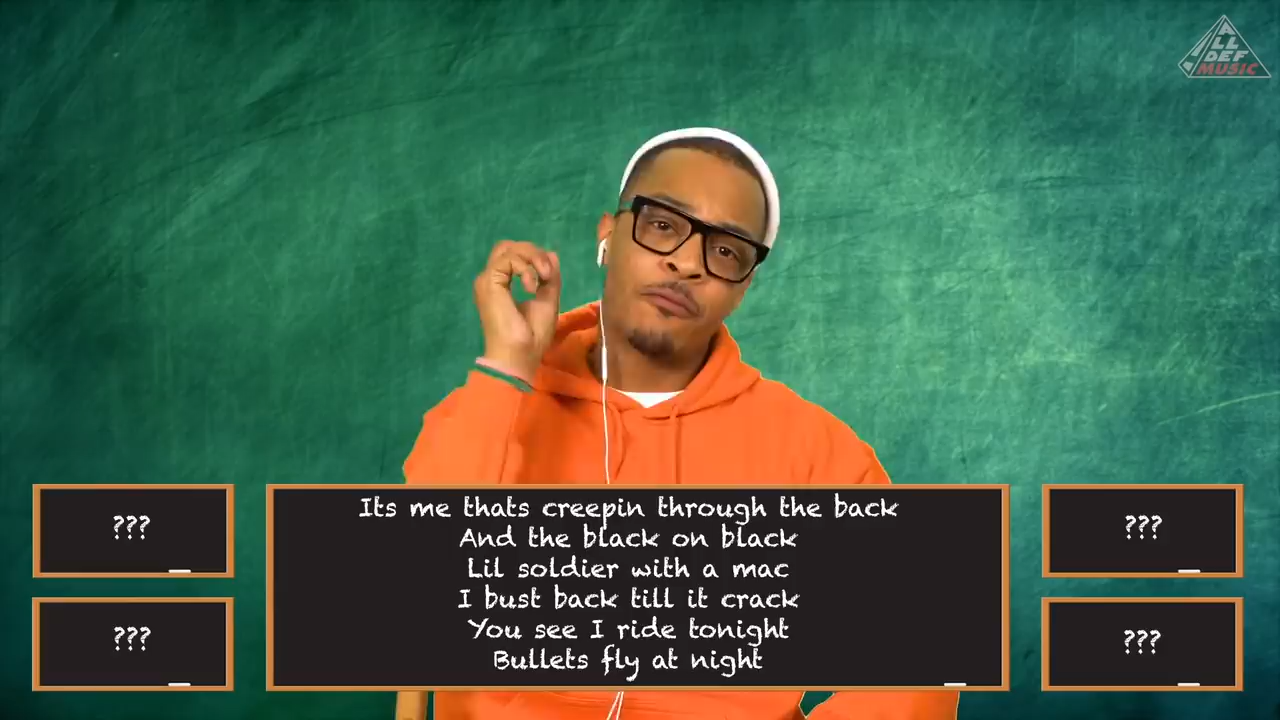 ALL
DEF
MUSIC
Its me thats creepin through the back
And the black on black
Lil soldier with a mac
I bust back till it crack
You see I ride tonight
Bullets fly at night
???
???
???
???